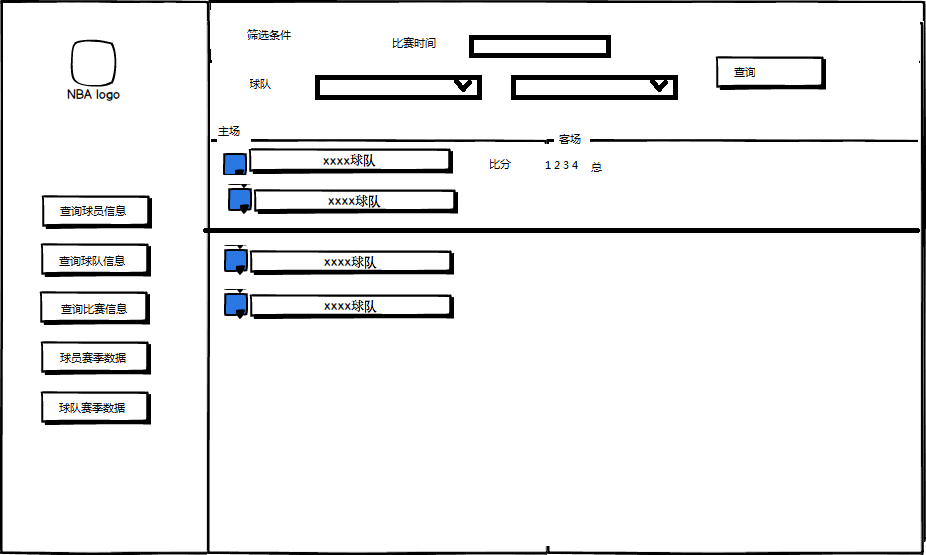 NBA logo
查询球员信息
查询球队信息
查询比赛信息
球员赛季数据
球队赛季数据
筛选条件
比赛时间
球队
查询
主场
客场
xxxx球队
比分 1 2 3 4 总
xxxx球队
xxxx球队
xxxx球队